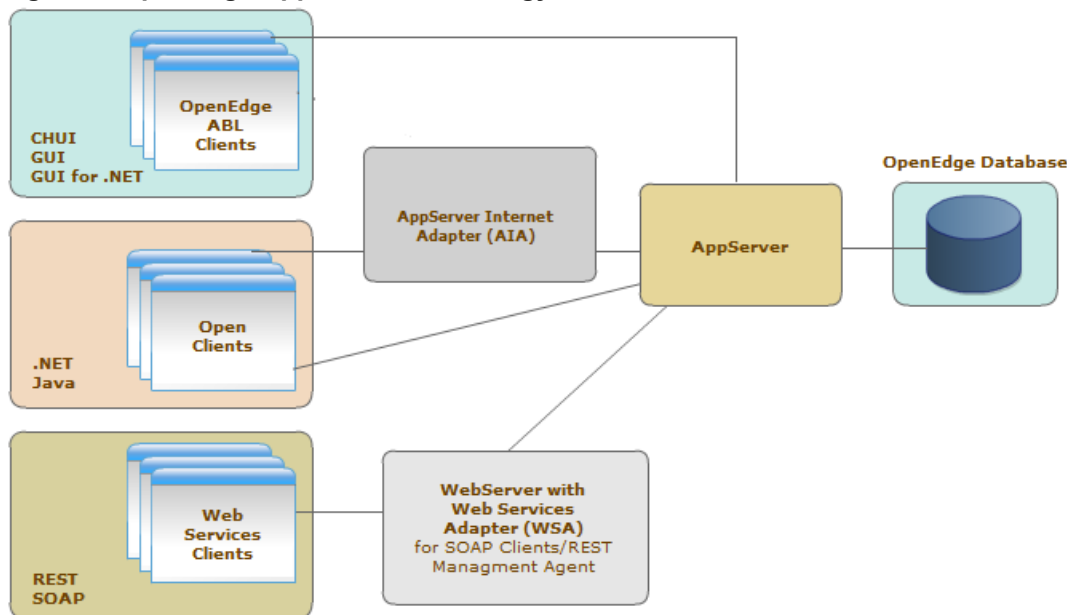 OpenEdge
ABL
Clients
CHUI
GUI
GUI for .NET
AppServer Internet
Adapter (AIA)
AppServer
OpenEdge Database
Open
Clients
.NET
Java
Web
Services
Clients
REST
SOAP
WebServer with
Web Services
Adapter (WSA)
for SOAP Clients/REST
Managment Agent